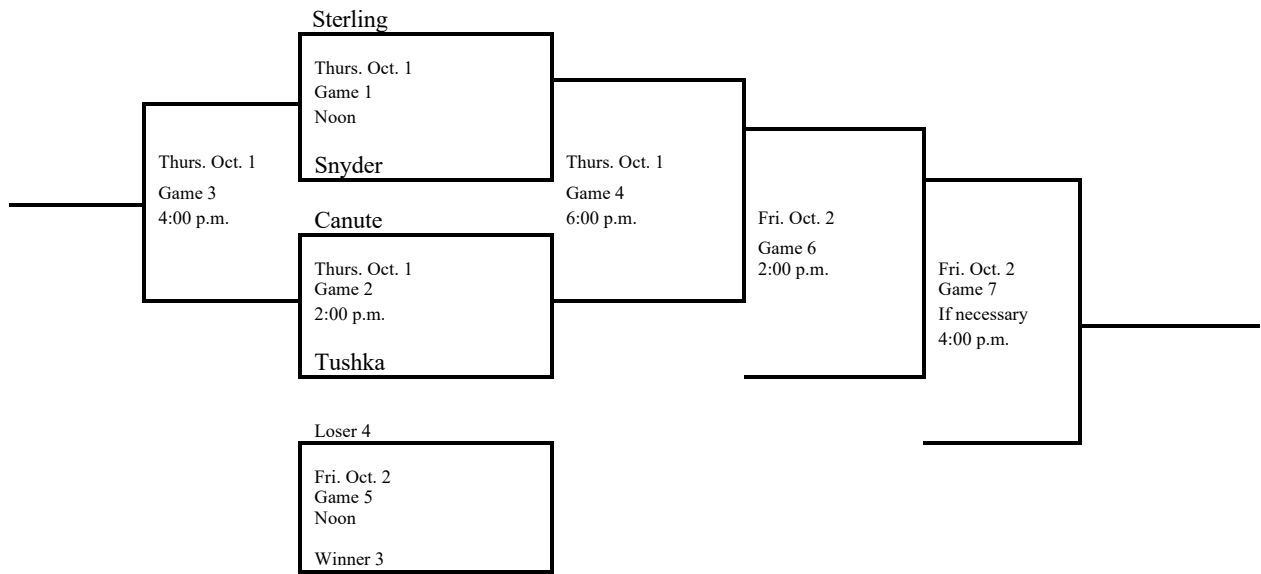 Sterling
Thurs. Oct. 1
Game 1
Noon
Snyder
Thurs. Oct. 1
Game 3
4:00 p.m.
Thurs. Oct. 1
Game 4
6:00 p.m.
Canute
Thurs. Oct. 1
Game 2
2:00 p.m.
Tushka
Fri. Oct. 2
Game 6
2:00 p.m.
Fri. Oct. 2
Game 7
If necessary
4:00 p.m.
Loser 4
Fri. Oct. 2
Game 5
Noon
Winner 3